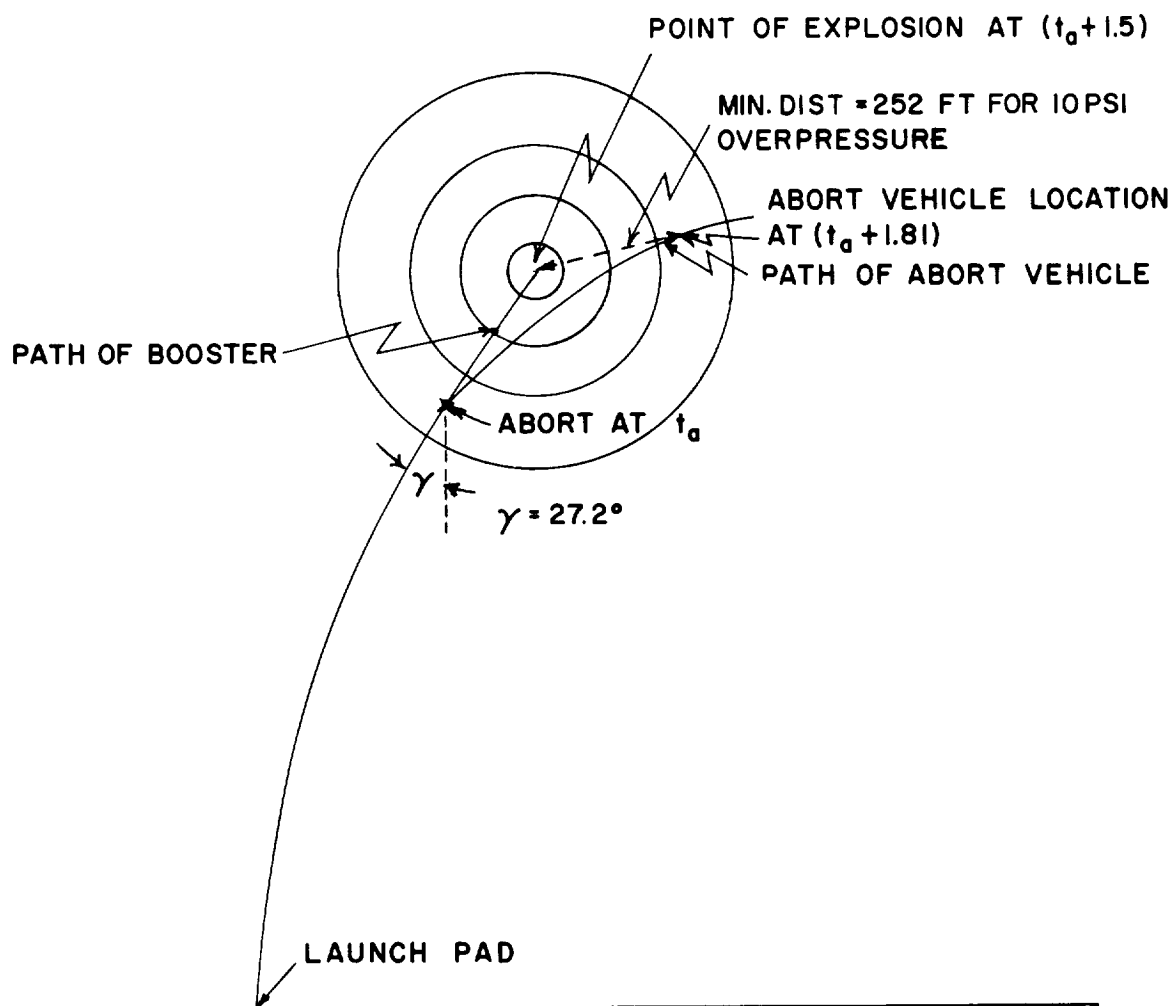 POINT OF EXPLOSION AT (tₐ+1.5)
MIN. DIST = 252 FT FOR 10 PSI
OVERPRESSURE
ABORT VEHICLE LOCATION
AT (tₐ+1.81)
PATH OF ABORT VEHICLE
PATH OF BOOSTER
ABORT AT tₐ
γ
γ = 27.2°
LAUNCH PAD